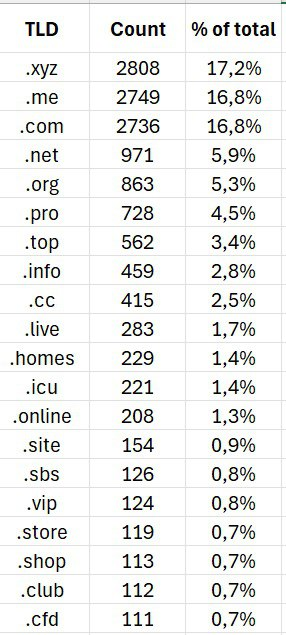 TLD Count % of total
.xyz 2808 17,2%
.me 2749 16,8%
.com 2736 16,8%
.net 971 5,9%
.org 863 5,3%
.pro 728 4,5%
.top 562 3,4%
.info 459 2,8%
.cc 415 2,5%
.live 283 1,7%
.homes 229 1,4%
.icu 221 1,4%
.online 208 1,3%
.site 154 0,9%
.sbs 126 0,8%
.vip 124 0,8%
.store 119 0,7%
.shop 113 0,7%
.club 112 0,7%
.cfd 111 0,7%